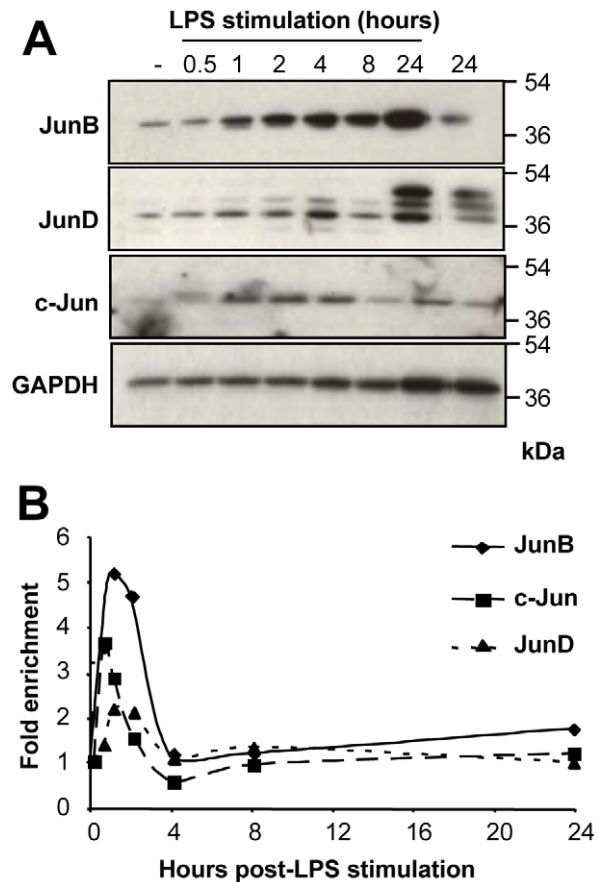 A
LPS stimulation (hours)
- 0.5 1 2 4 8 24 24
JunB
54
36
JunD
54
36
c-Jun
54
36
GAPDH
54
36
kDa
B
Fold enrichment
6
5
4
3
2
1
0
JunB
c-Jun
JunD
0 4 8 12 16 20 24
Hours post-LPS stimulation